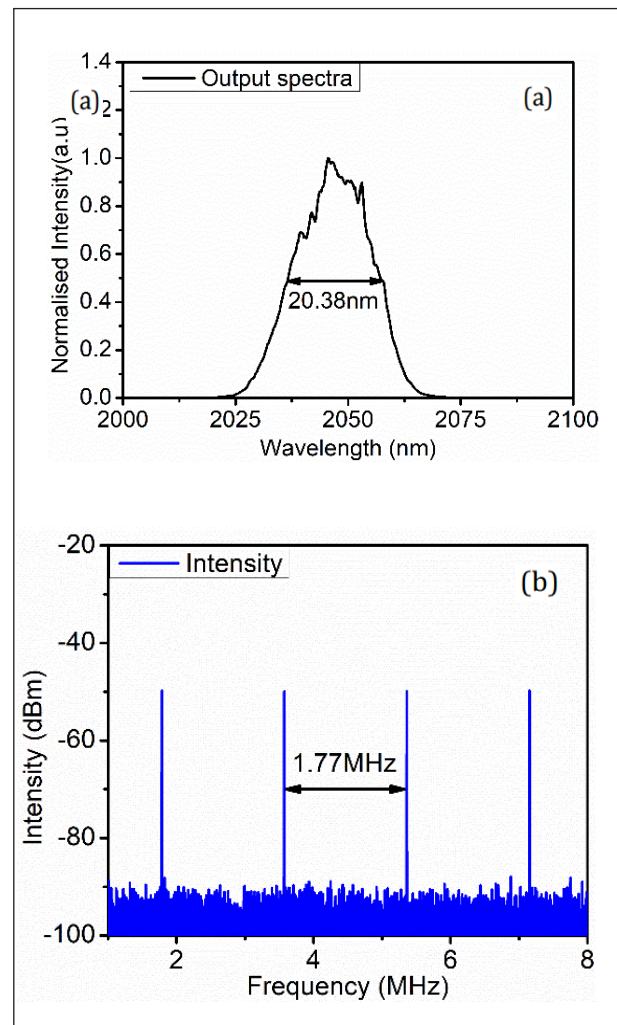 1.4
Output spectra
(a)
(a)
1.2
1.0
0.8
0.6
0.4
0.2
0.0
20.38nm
Normalised Intensity(a.u)
2000 2025 2050 2075 2100
Wavelength (nm)
-20
Intensity
(b)
-40
-60
1.77MHz
-80
-100
Intensity (dBm)
2 4 6 8
Frequency (MHz)